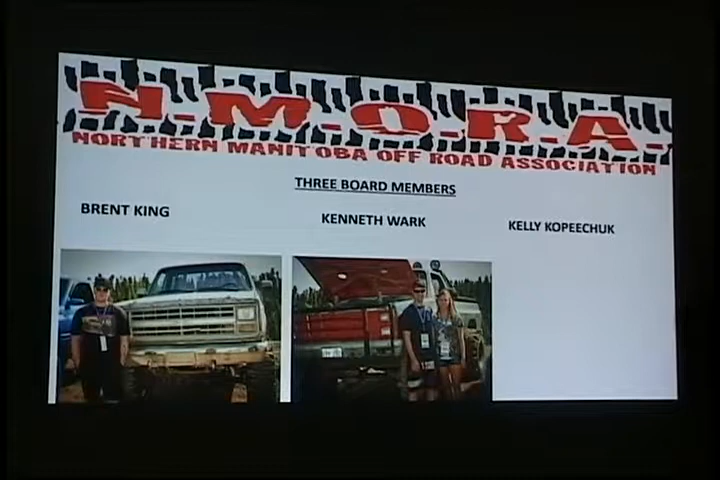 N.M.O.R.A.
NORTHERN MANITOBA OFF ROAD ASSOCIATION
THREE BOARD MEMBERS
BRENT KING
KENNETH WARK
KELLY KOPEECHUK